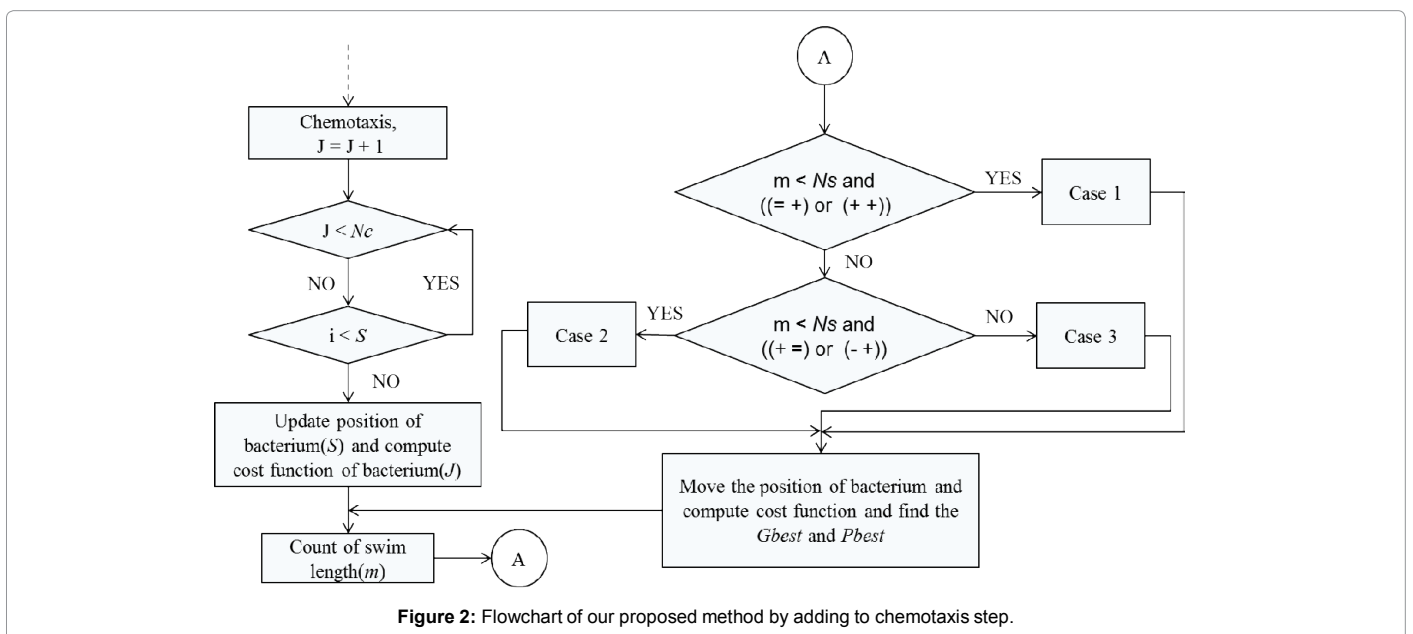 Chemotaxis,
J = J + 1
J < Nc
NO
YES
i < S
NO
Update position of
bacterium(S) and compute
cost function of bacterium(J)
Count of swim
length(m)
A
A
m < Ns and
((= +) or (+ +))
YES
Case 1
NO
m < Ns and
((+ =) or (- +))
YES
Case 2
NO
Case 3
Move the position of bacterium and
compute cost function and find the
Gbest and Pbest
Figure 2: Flowchart of our proposed method by adding to chemotaxis step.